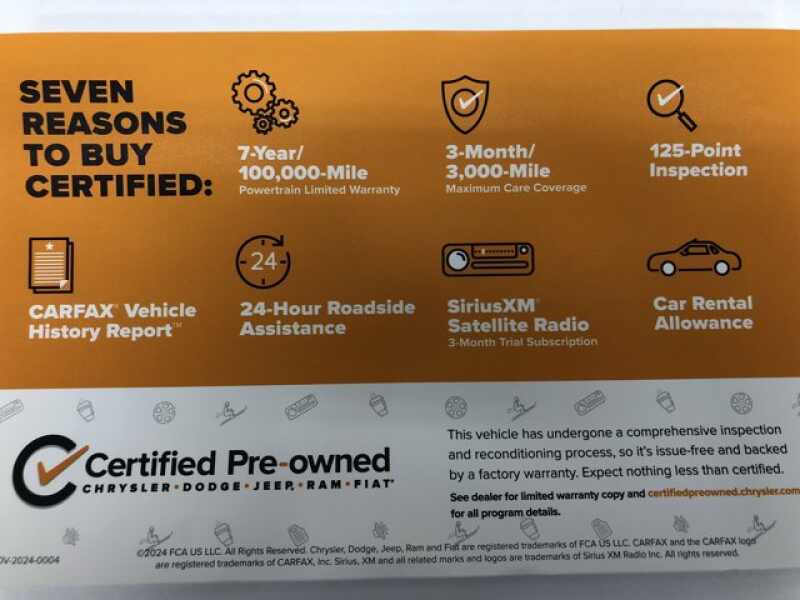 SEVEN
REASONS
TO BUY
CERTIFIED:
7-Year/
100,000-Mile
Powertrain Limited Warranty
3-Month/
3,000-Mile
Maximum Care Coverage
125-Point
Inspection
CARFAX® Vehicle
History Report™
24
24-Hour Roadside
Assistance
SiriusXM®
Satellite Radio
3-Month Trial Subscription
Car Rental
Allowance
Certified Pre-owned
CHRYSLER • DODGE • JEEP® • RAM • FIAT®
This vehicle has undergone a comprehensive inspection
and reconditioning process, so it's issue-free and backed
by a factory warranty. Expect nothing less than certified.
See dealer for limited warranty copy and certifiedpreowned.chrysler.com
for all program details.
OV-2024-0004
©2024 FCA US LLC. All Rights Reserved. Chrysler, Dodge, Jeep, Ram and Fiat are registered trademarks of FCA US LLC. CARFAX and the CARFAX logo
are registered trademarks of CARFAX, Inc. Sirius, XM and all related marks and logos are trademarks of Sirius XM Radio Inc. All rights reserved.